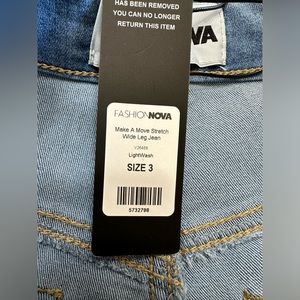 HAS BEEN REMOVED
YOU CAN NO LONGER
RETURN THIS ITEM
VA
FASHIONNOVA
Make A Move Stretch
Wide Leg Jean
LightWash
SIZE 3
5732798